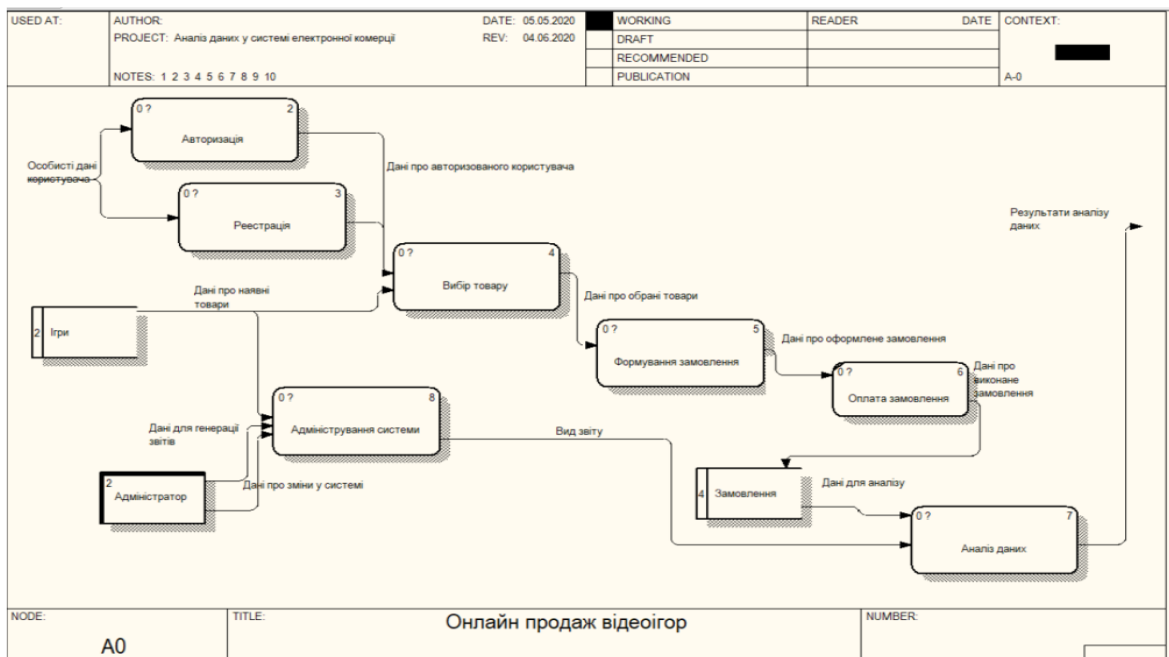 USED AT:
AUTHOR:
DATE: 05.05.2020
WORKING
READER
DATE
CONTEXT:
PROJECT: Аналіз даних у системі електронної комерції
REV: 04.06.2020
DRAFT
RECOMMENDED
NOTES: 1 2 3 4 5 6 7 8 9 10
PUBLICATION
A-0
0 ?
2
Авторизація
Особисті дані
користувача
Дані про авторизованого користувача
0 ?
3
Реестрація
Результати аналізу
даних
0 ?
4
Вибір товару
Дані про наявні
товари
Дані про обрані товари
2
Ігри
0 ?
5
Формування замовлення
Дані про оформлене замовлення
0 ?
6
Оплата замовлення
Дані про
виконане
замовлення
0 ?
8
Адміністрування системи
Дані для генерації
звітів
Вид звіту
2
Адміністратор
Дані про зміни у системі
4
Замовлення
Дані для аналізу
0 ?
7
Аналіз даних
NODE:
A0
TITLE:
Онлайн продаж відеоігор
NUMBER: